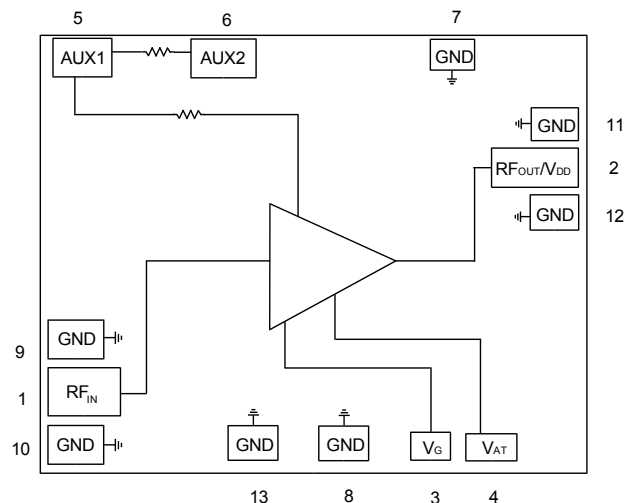 5 6 7
AUX1 AUX2 GND
GND 11
RFOUT/VDD 2
GND 12
9 GND
1 RFIN
10 GND
GND GND VG VAT
13 8 3 4